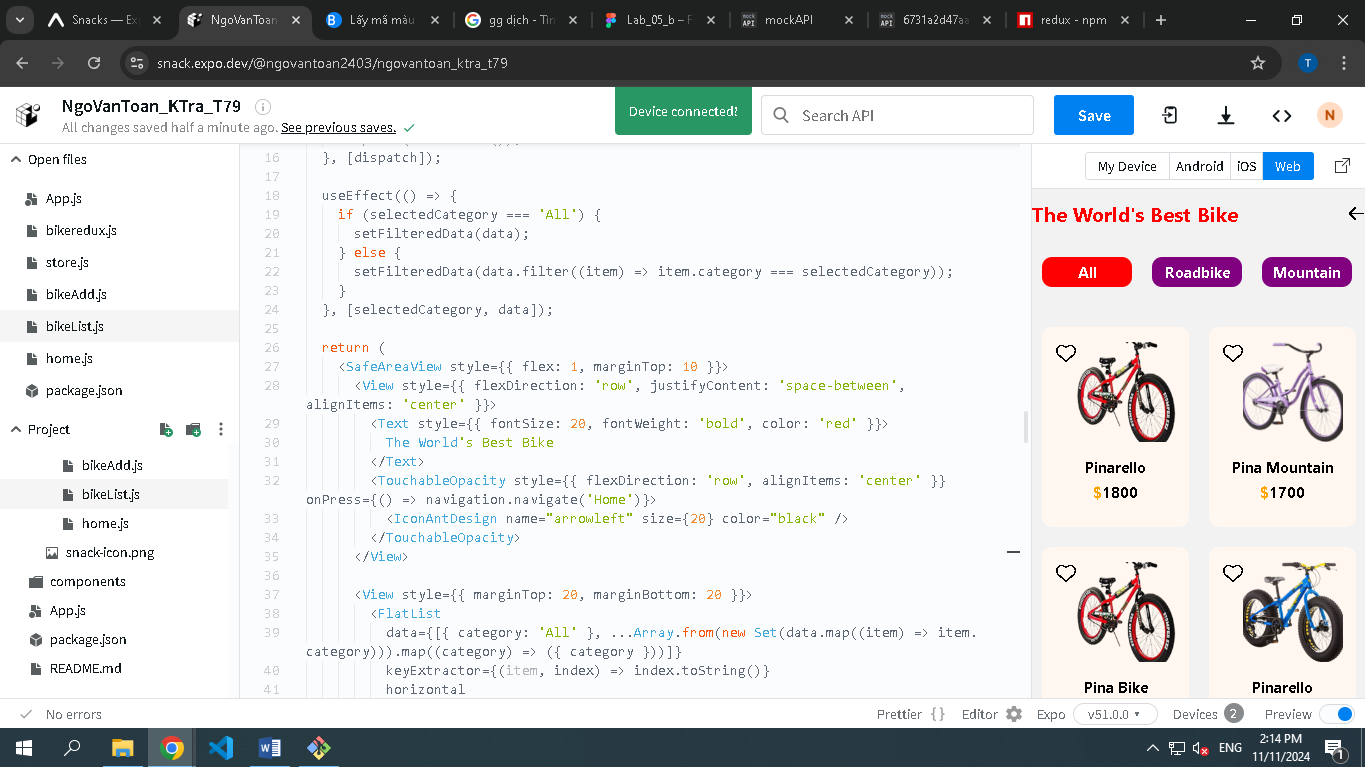 Snacks — Exp
NgoVanToan
Lấy mã màu
gg dịch - Tìn
Lab_05_b – F
mockAPI
6731a2d47aa
redux - npm
snack.expo.dev/@ngovantoan2403/ngovantoan_ktra_t79
T
NgoVanToan_KTra_T79
All changes saved half a minute ago. See previous saves.
Device connected!
Search API
Save
N
Open files
App.js
bikeredux.js
store.js
bikeAdd.js
bikeList.js
home.js
package.json
Project
bikeAdd.js
bikeList.js
home.js
snack-icon.png
components
App.js
package.json
README.md
16 }, [dispatch]);
17
18 useEffect(() => {
19 if (selectedCategory === 'All') {
20 setFilteredData(data);
21 } else {
22 setFilteredData(data.filter((item) => item.category === selectedCategory));
23 }
24 }, [selectedCategory, data]);
25
26 return (
27 <SafeAreaView style={{ flex: 1, marginTop: 10 }}>
28 <View style={{ flexDirection: 'row', justifyContent: 'space-between',
alignItems: 'center' }}>
29 <Text style={{ fontSize: 20, fontWeight: 'bold', color: 'red' }}>
30 The World's Best Bike
31 </Text>
32 <TouchableOpacity style={{ flexDirection: 'row', alignItems: 'center' }}
onPress={() => navigation.navigate('Home')}>
33 <IconAntDesign name="arrowleft" size={20} color="black" />
34 </TouchableOpacity>
35 </View>
36
37 <View style={{ marginTop: 20, marginBottom: 20 }}>
38 <FlatList
39 data={[{ category: 'All' }, ...Array.from(new Set(data.map((item) => item.
category))).map((category) => ({ category }))]}
40 keyExtractor={(item, index) => index.toString()}
41 horizontal
My Device
Android
iOS
Web
The World's Best Bike
All
Roadbike
Mountain
Pinarello
$1800
Pina Mountain
$1700
Pina Bike
Pinarello
No errors
Prettier {}
Editor
Expo
v51.0.0
Devices 2
Preview
ENG
2:14 PM
11/11/2024
1